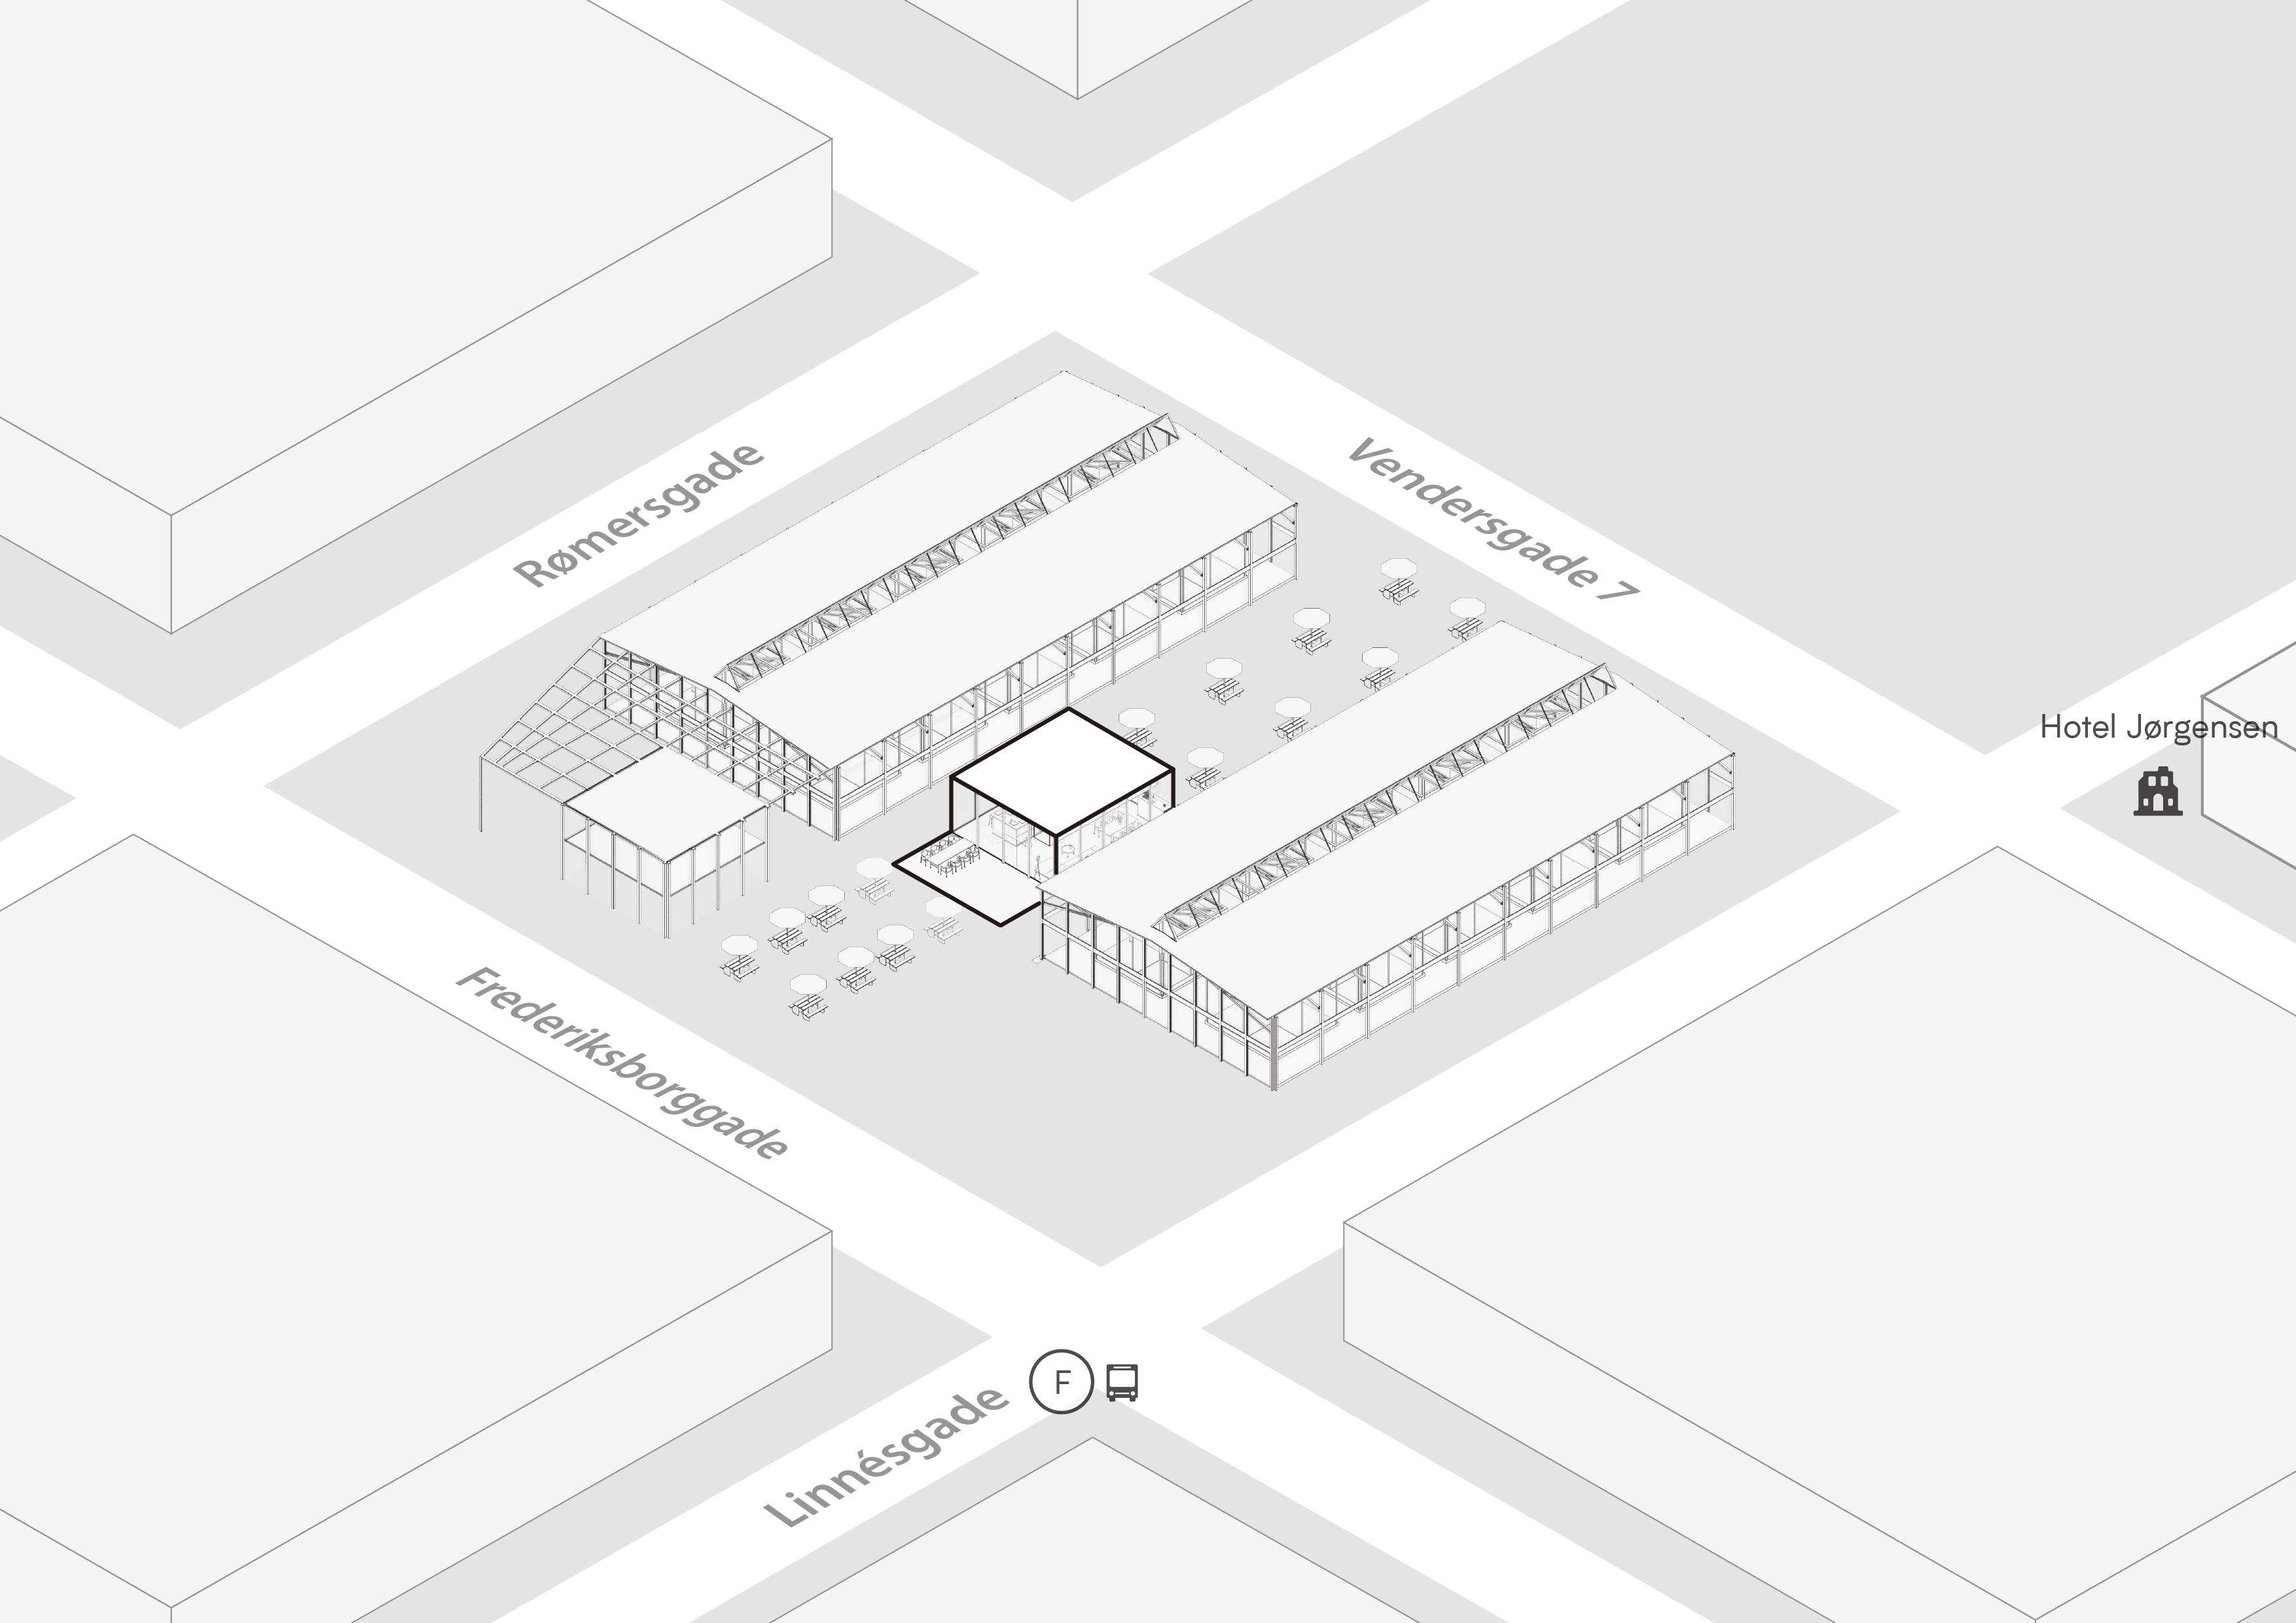 Rømersgade
Vendersgade 7
Hotel Jørgensen
Frederiksborggade
Linnésgade
F